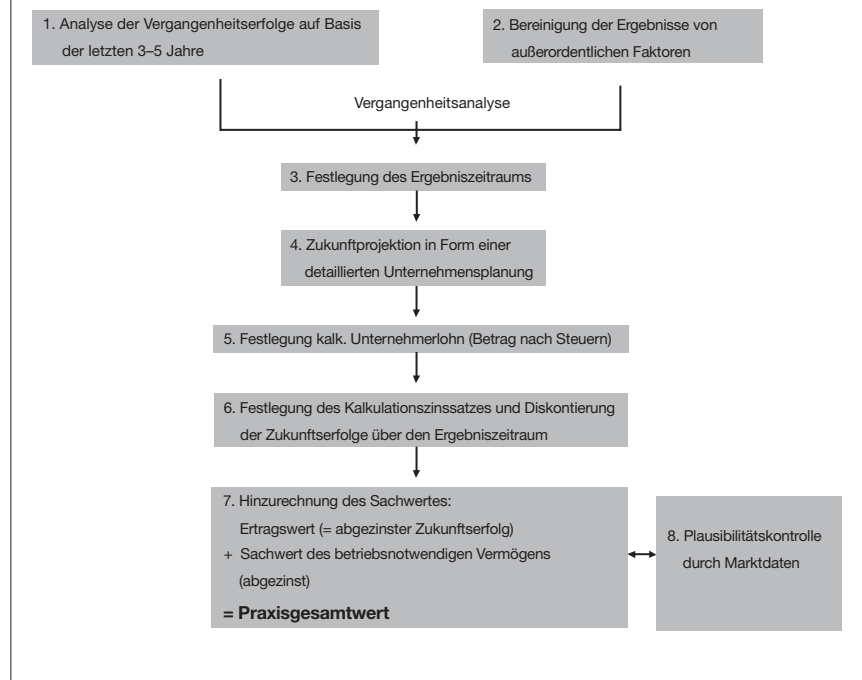 1. Analyse der Vergangenheitserfolge auf Basis
der letzten 3–5 Jahre
2. Bereinigung der Ergebnisse von
außerordentlichen Faktoren
Vergangenheitsanalyse
3. Festlegung des Ergebniszeitraums
4. Zukunftprojektion in Form einer
detaillierten Unternehmensplanung
5. Festlegung kalk. Unternehmerlohn (Betrag nach Steuern)
6. Festlegung des Kalkulationszinssatzes und Diskontierung
der Zukunftserfolge über den Ergebniszeitraum
7. Hinzurechnung des Sachwertes:
Ertragswert (= abgezinster Zukunftserfolg)
+ Sachwert des betriebsnotwendigen Vermögens
(abgezinst)
= Praxisgesamtwert
8. Plausibilitätskontrolle
durch Marktdaten